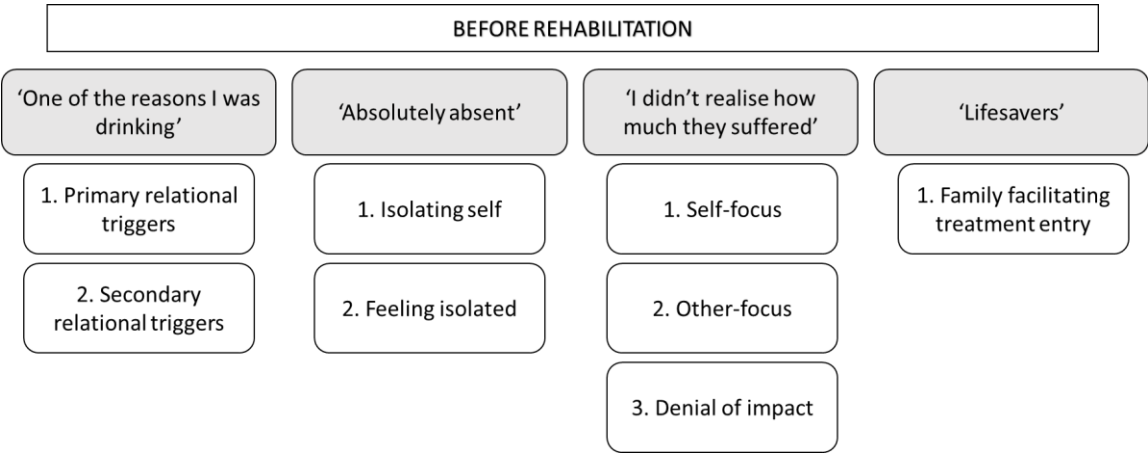 BEFORE REHABILITATION
‘One of the reasons I was
drinking’
1. Primary relational
triggers
2. Secondary
relational triggers
‘Absolutely absent’
1. Isolating self
2. Feeling isolated
‘I didn’t realise how
much they suffered’
1. Self-focus
2. Other-focus
3. Denial of impact
‘Lifesavers’
1. Family facilitating
treatment entry